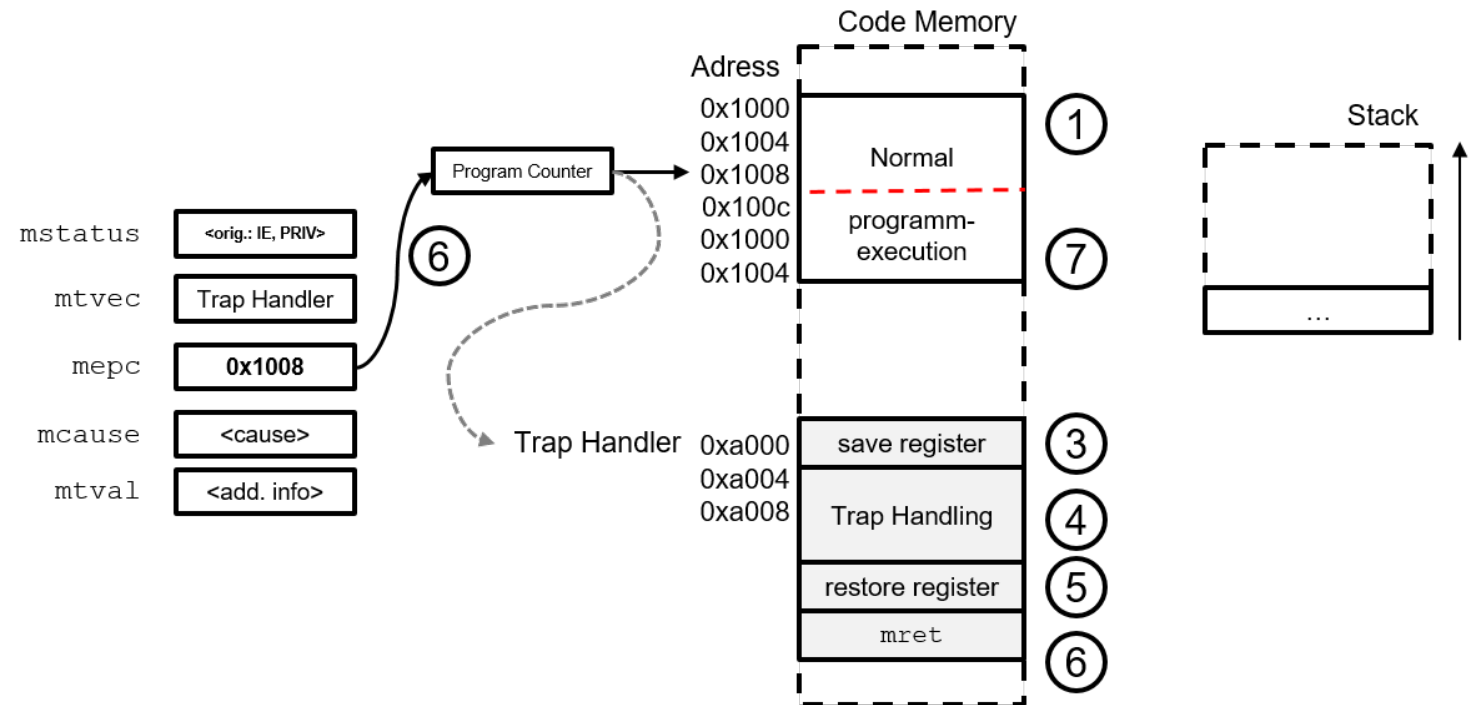 Code Memory
Adress
0x1000
0x1004
0x1008
0x100c
0x1000
0x1004
Normal
programm-
execution
1
7
Stack
...
Program Counter
6
mstatus
<orig.: IE, PRIV>
mtvec
Trap Handler
mepc
0x1008
mcause
<cause>
mtval
<add. info>
Trap Handler
0xa000
0xa004
0xa008
save register
3
Trap Handling
4
restore register
5
mret
6